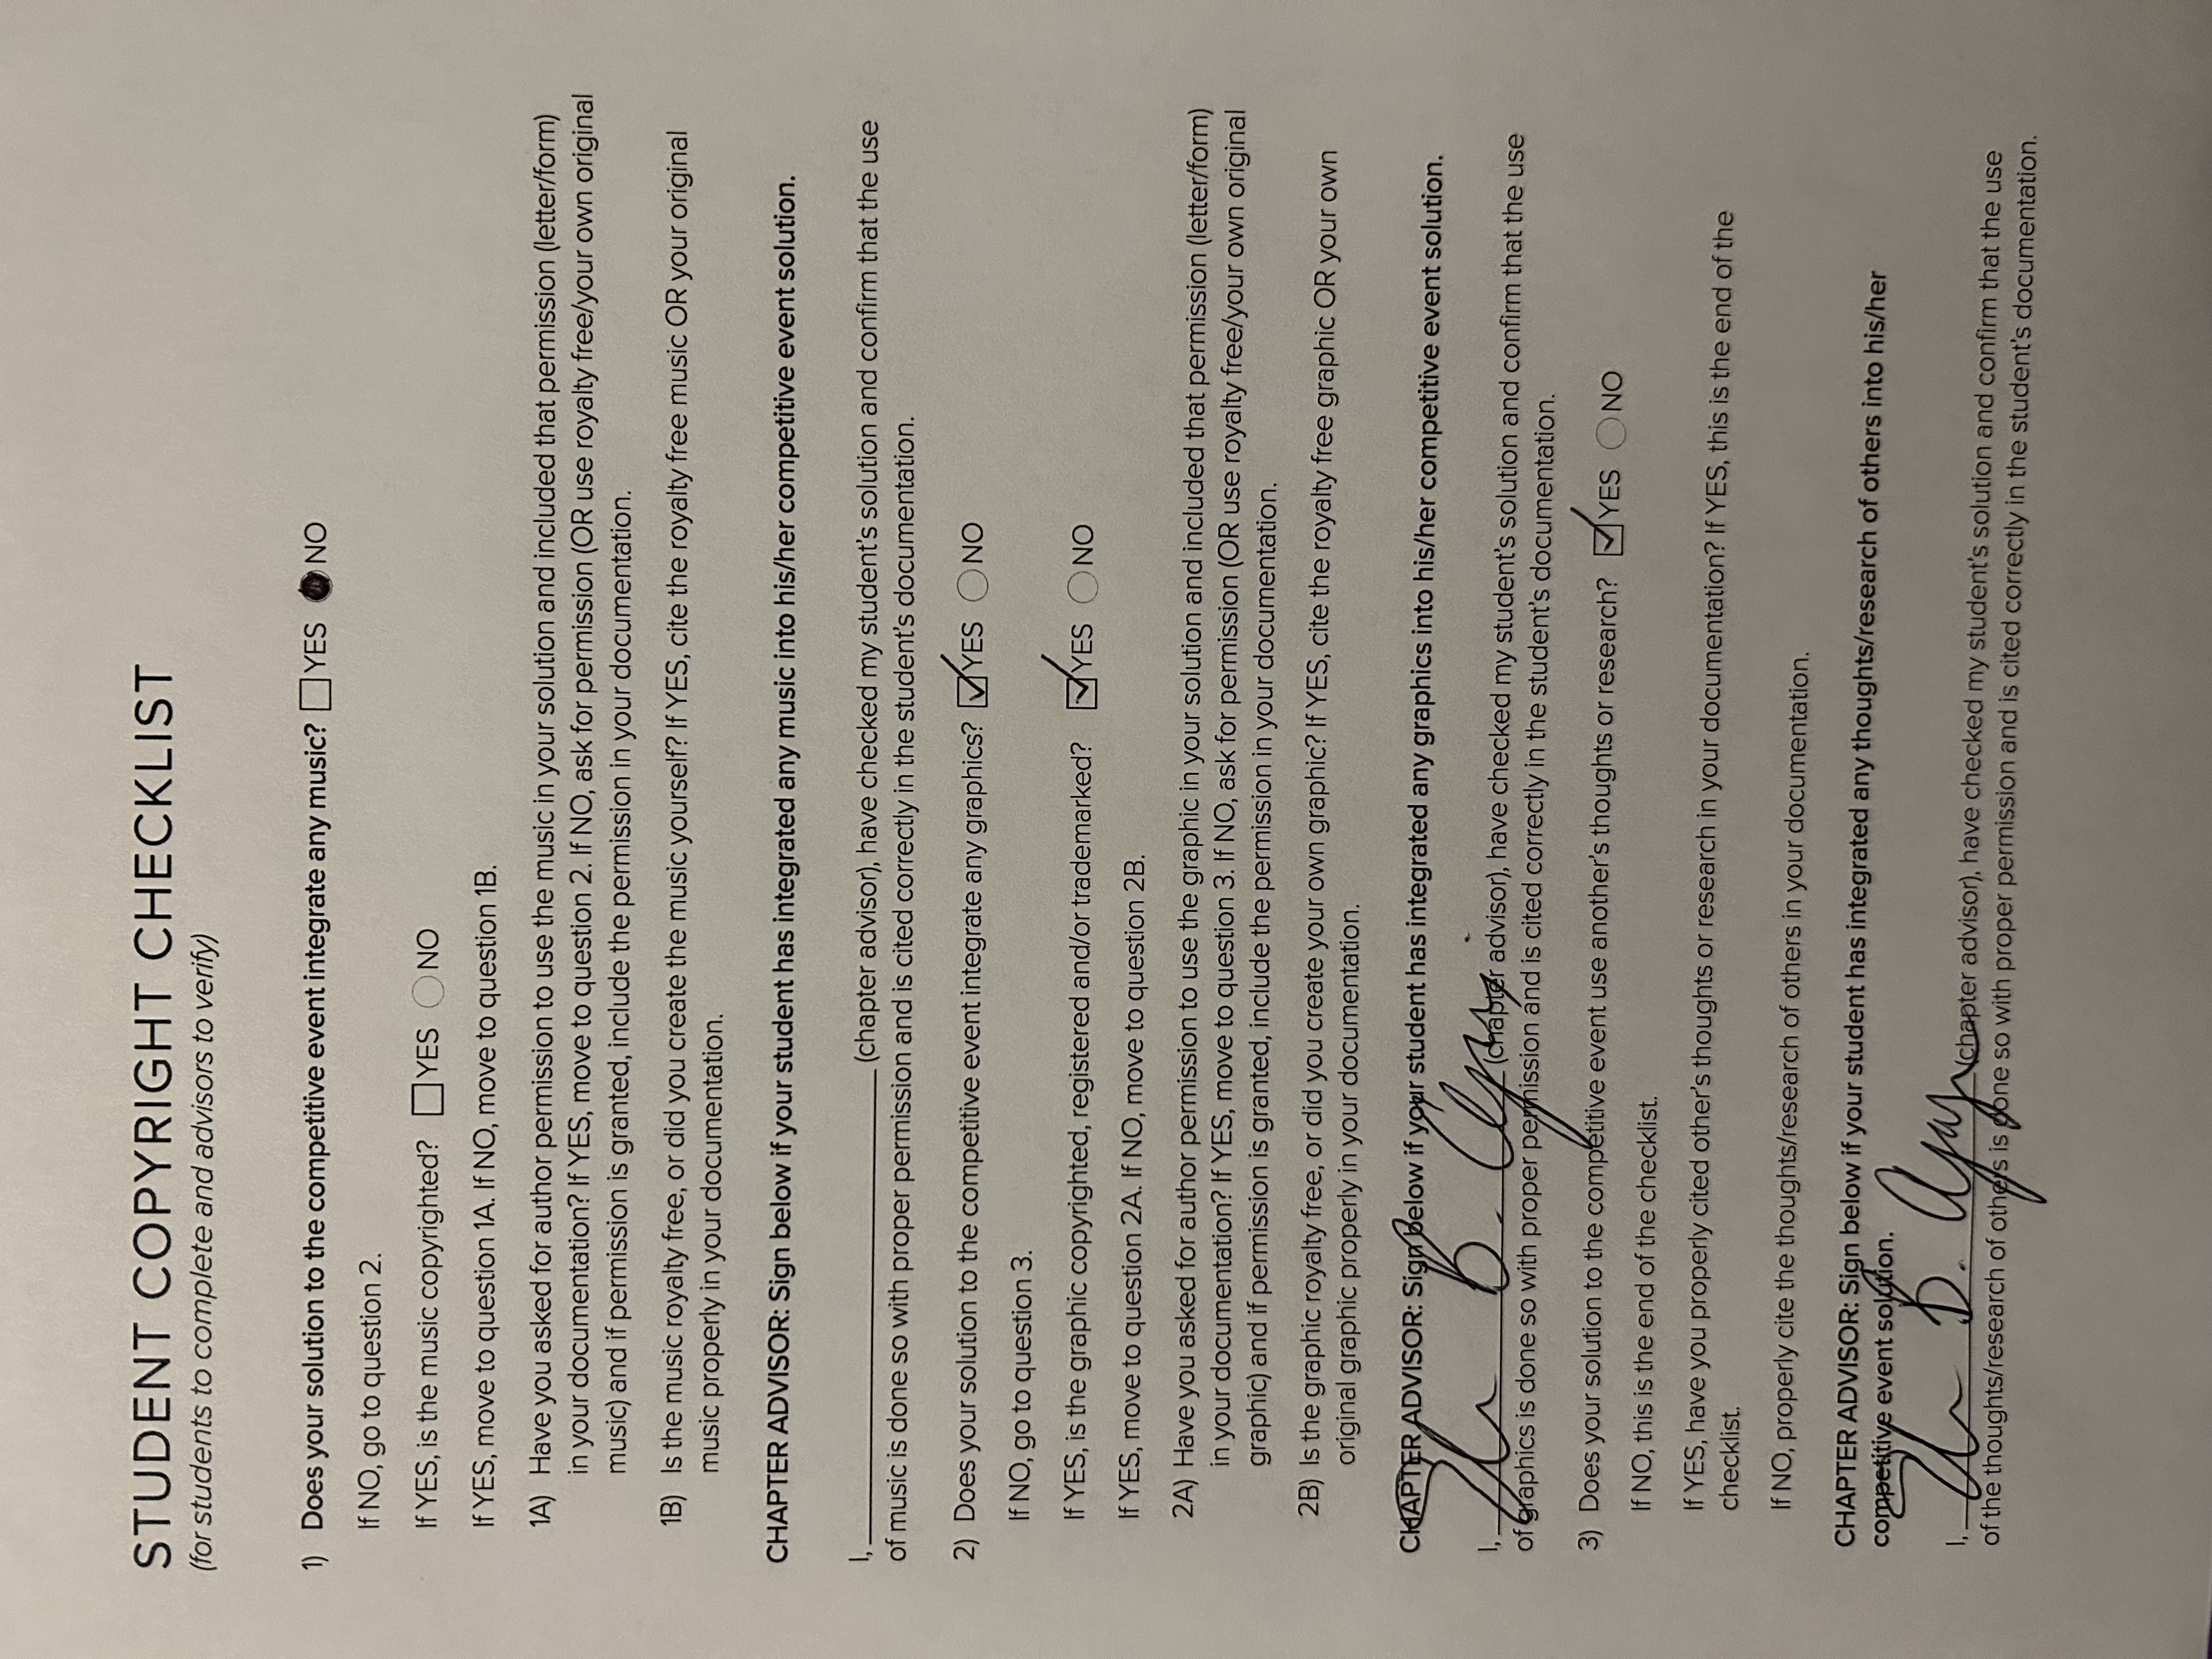 STUDENT COPYRIGHT CHECKLIST
(for students to complete and advisors to verify)
1) Does your solution to the competitive event integrate any music? YES NO
If NO, go to question 2.
If YES, is the music copyrighted? YES NO
If YES, move to question 1A. If NO, move to question 1B.
1A) Have you asked for author permission to use the music in your solution and included that permission (letter/form)
in your documentation? If YES, move to question 2. If NO, ask for permission (OR use royalty free/your own original
music) and if permission is granted, include the permission in your documentation.
1B) Is the music royalty free, or did you create the music yourself? If YES, cite the royalty free music OR your original
music properly in your documentation.
CHAPTER ADVISOR: Sign below if your student has integrated any music into his/her competitive event solution.
I, (chapter advisor), have checked my student's solution and confirm that the use
of music is done so with proper permission and is cited correctly in the student's documentation.
2) Does your solution to the competitive event integrate any graphics? YES NO
If NO, go to question 3.
If YES, is the graphic copyrighted, registered and/or trademarked? YES NO
If YES, move to question 2A. If NO, move to question 2B.
2A) Have you asked for author permission to use the graphic in your solution and included that permission (letter/form)
in your documentation? If YES, move to question 3. If NO, ask for permission (OR use royalty free/your own original
graphic) and if permission is granted, include the permission in your documentation.
2B) Is the graphic royalty free, or did you create your own graphic? If YES, cite the royalty free graphic OR your own
original graphic properly in your documentation.
CHAPTER ADVISOR: Sign below if your student has integrated any graphics into his/her competitive event solution.
I, B. (chapter advisor), have checked my student's solution and confirm that the use
of graphics is done so with proper permission and is cited correctly in the student's documentation.
3) Does your solution to the competitive event use another's thoughts or research? YES NO
If NO, this is the end of the checklist.
If YES, have you properly cited other's thoughts or research in your documentation? If YES, this is the end of the
checklist.
If NO, properly cite the thoughts/research of others in your documentation.
CHAPTER ADVISOR: Sign below if your student has integrated any thoughts/research of others into his/her
competitive event solution.
I, B. (chapter advisor), have checked my student's solution and confirm that the use
of the thoughts/research of others is done so with proper permission and is cited correctly in the student's documentation.